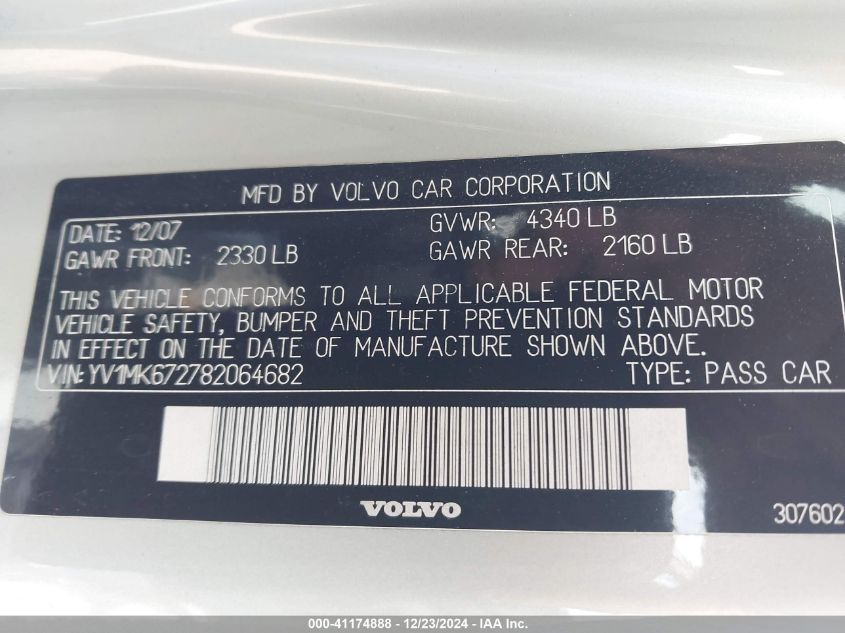 MFD BY VOLVO CAR CORPORATION
DATE: 12/07 GVWR: 4340 LB
GAWR FRONT: 2330 LB GAWR REAR: 2160 LB
THIS VEHICLE CONFORMS TO ALL APPLICABLE FEDERAL MOTOR
VEHICLE SAFETY, BUMPER AND THEFT PREVENTION STANDARDS
IN EFFECT ON THE DATE OF MANUFACTURE SHOWN ABOVE.
VIN: YV1MK672782064682 TYPE: PASS CAR
VOLVO
307602
000-41174888 - 12/23/2024 - IAA Inc.